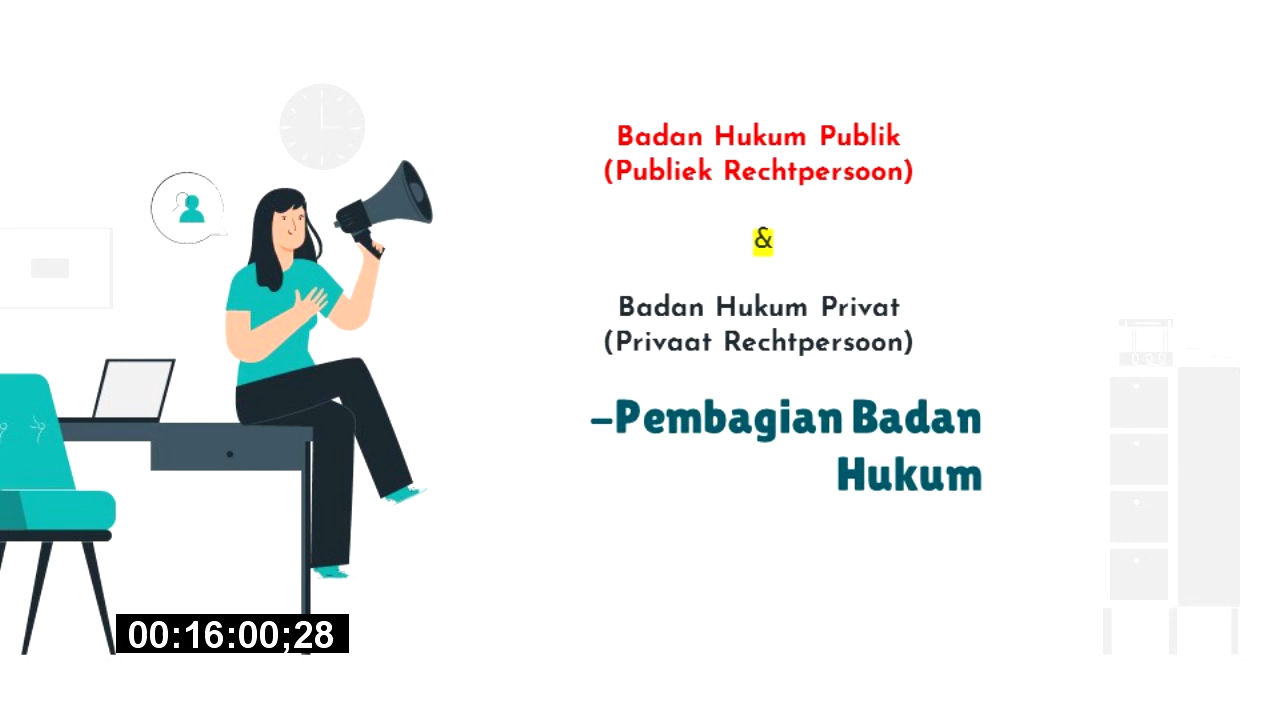 Badan Hukum Publik
(Publiek Rechtpersoon)
&
Badan Hukum Privat
(Privaat Rechtpersoon)
-Pembagian Badan
Hukum
00:16:00;28